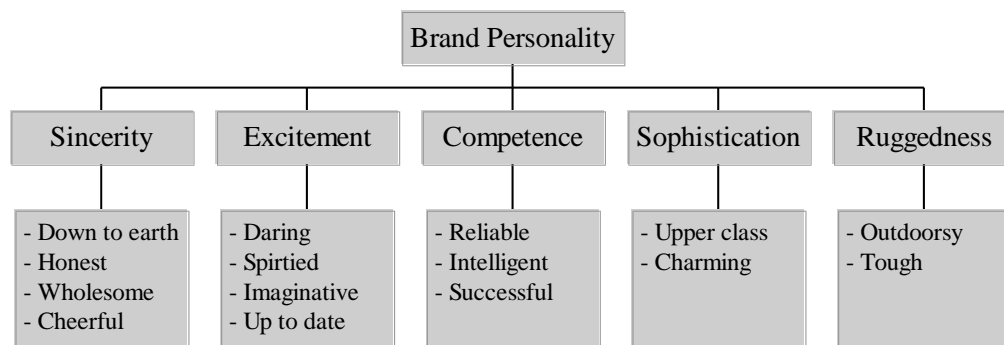 Brand Personality
Sincerity
Excitement
Competence
Sophistication
Ruggedness
- Down to earth
- Honest
- Wholesome
- Cheerful
- Daring
- Spirtied
- Imaginative
- Up to date
- Reliable
- Intelligent
- Successful
- Upper class
- Charming
- Outdoorsy
- Tough